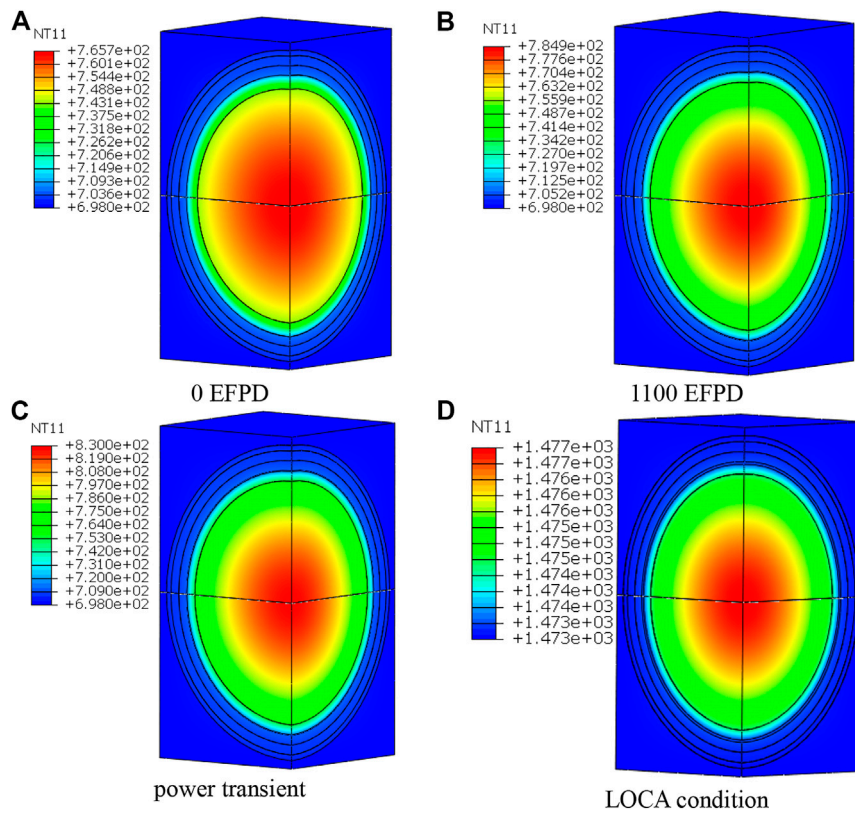 A
NT11
+7.657e+02
+7.601e+02
+7.544e+02
+7.488e+02
+7.431e+02
+7.375e+02
+7.318e+02
+7.262e+02
+7.206e+02
+7.149e+02
+7.093e+02
+7.036e+02
+6.980e+02
0 EFPD
B
NT11
+7.849e+02
+7.776e+02
+7.704e+02
+7.632e+02
+7.559e+02
+7.487e+02
+7.414e+02
+7.342e+02
+7.270e+02
+7.197e+02
+7.125e+02
+7.052e+02
+6.980e+02
1100 EFPD
C
NT11
+8.300e+02
+8.190e+02
+8.080e+02
+7.970e+02
+7.860e+02
+7.750e+02
+7.640e+02
+7.530e+02
+7.420e+02
+7.310e+02
+7.200e+02
+7.090e+02
+6.980e+02
power transient
D
NT11
+1.477e+03
+1.477e+03
+1.476e+03
+1.476e+03
+1.476e+03
+1.475e+03
+1.475e+03
+1.475e+03
+1.474e+03
+1.474e+03
+1.474e+03
+1.473e+03
+1.473e+03
LOCA condition